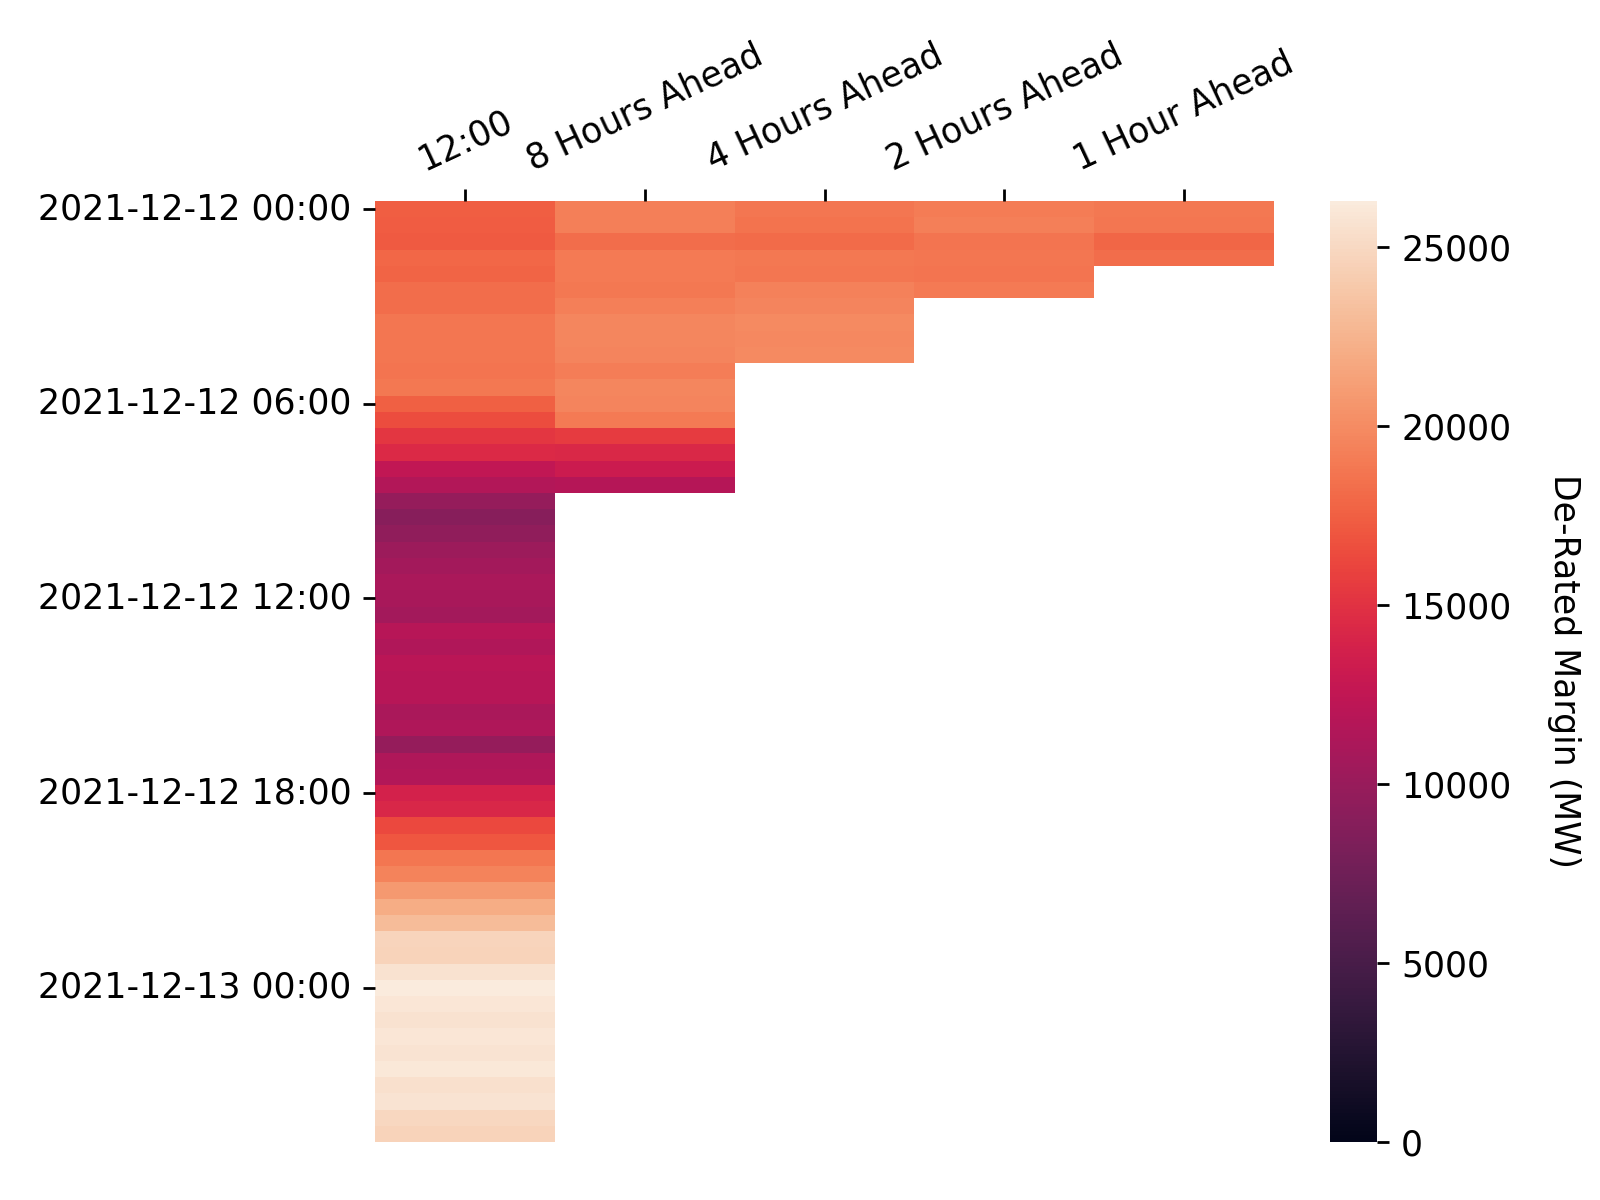 12:00
8 Hours Ahead
4 Hours Ahead
2 Hours Ahead
1 Hour Ahead
2021-12-12 00:00
2021-12-12 06:00
2021-12-12 12:00
2021-12-12 18:00
2021-12-13 00:00
25000
20000
15000
10000
5000
0
De-Rated Margin (MW)